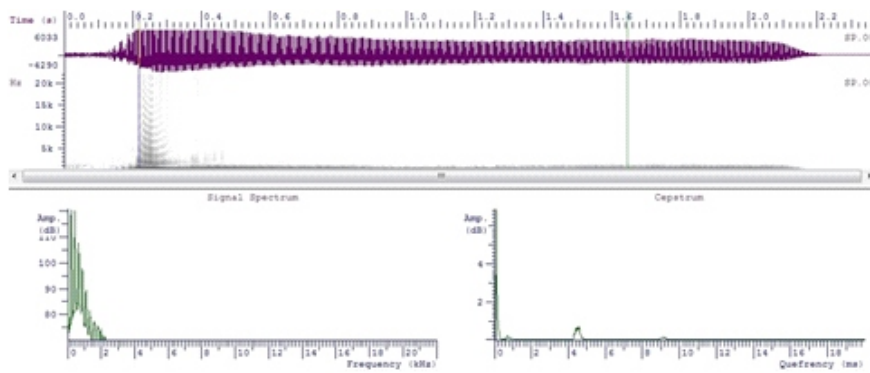 Time (s) 0.0 0.2 0.4 0.6 0.8 1.0 1.2 1.4 1.6 1.8 2.0 2.2
6033
-4290
Hz 20k
15k
10k
5k
Signal Spectrum
Amp.
(dB)
110
100
90
80
0 2 4 6 8 10 12 14 16 18 20
Frequency (kHz)
Cepstrum
Amp.
(dB)
6
2
0 2 4 6 8 10 12 14 16 18
Quefrency (ms)